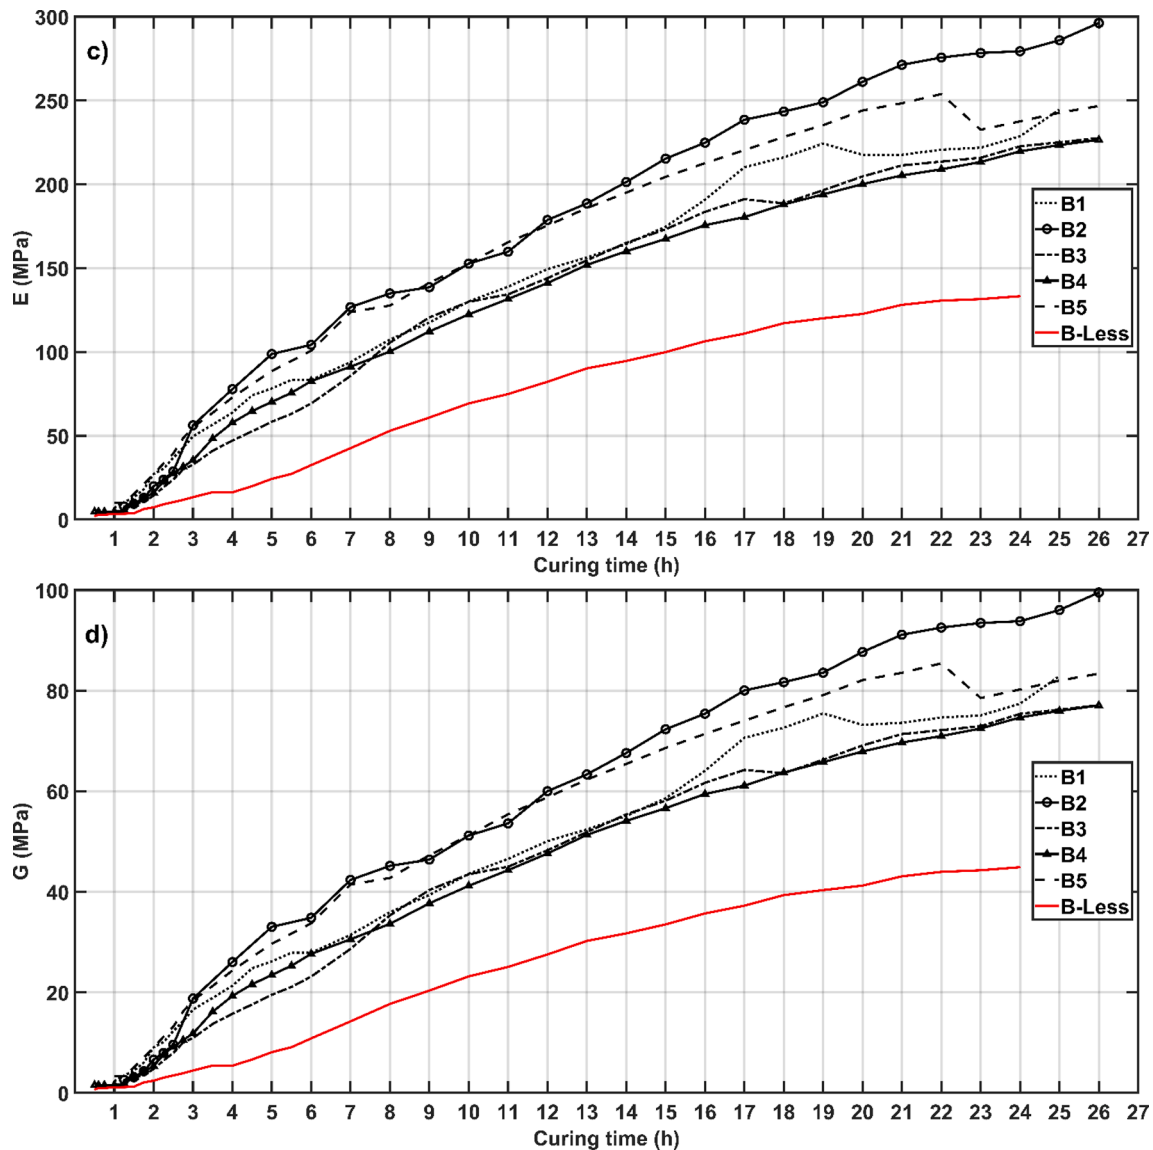 c)
E (MPa)
300
250
200
150
100
50
0
B1
B2
B3
B4
B5
B-Less
1 2 3 4 5 6 7 8 9 10 11 12 13 14 15 16 17 18 19 20 21 22 23 24 25 26 27
Curing time (h)
d)
G (MPa)
100
80
60
40
20
0
B1
B2
B3
B4
B5
B-Less
1 2 3 4 5 6 7 8 9 10 11 12 13 14 15 16 17 18 19 20 21 22 23 24 25 26 27
Curing time (h)